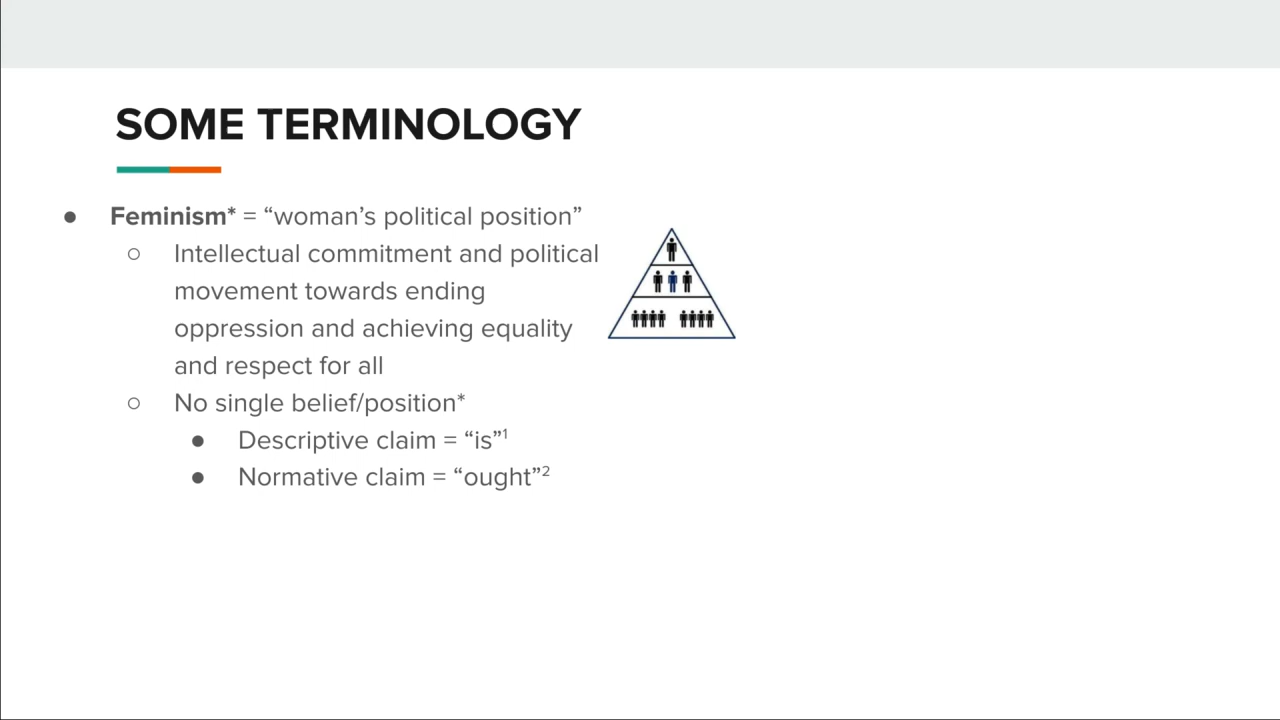 SOME TERMINOLOGY
● Feminism* = “woman’s political position”
○ Intellectual commitment and political
movement towards ending
oppression and achieving equality
and respect for all
○ No single belief/position*
● Descriptive claim = “is”¹
● Normative claim = “ought”²